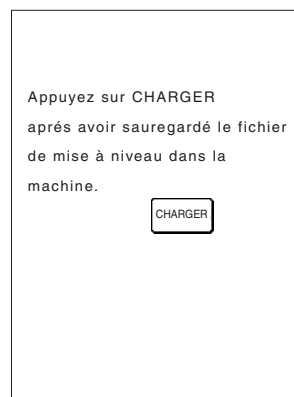 Appuyez sur CHARGER
aprés avoir sauregardé le fichier
de mise à niveau dans la
machine.
CHARGER